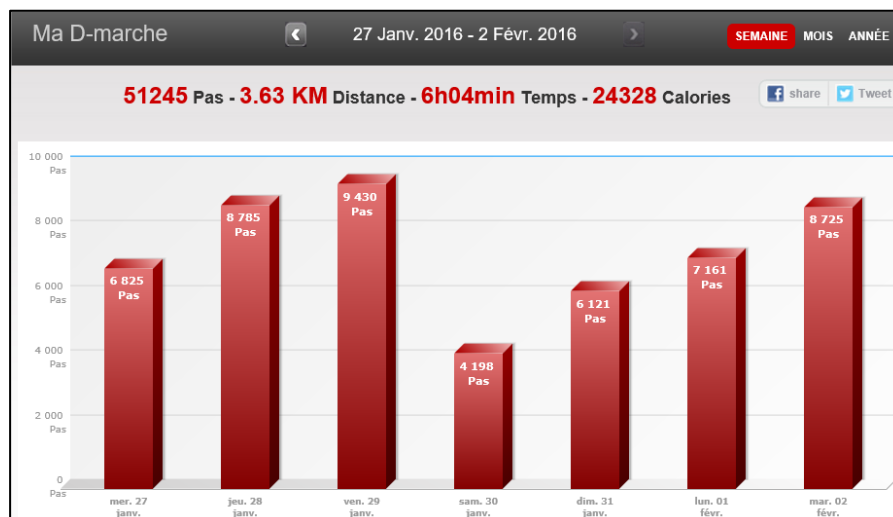 Ma D-marche
27 Janv. 2016 - 2 Févr. 2016
SEMAINE MOIS ANNÉE
51245 Pas - 3.63 KM Distance - 6h04min Temps - 24328 Calories
share Tweet
10 000
Pas
8 000
Pas
6 000
Pas
4 000
Pas
2 000
Pas
0
Pas
6 825
Pas
8 785
Pas
9 430
Pas
4 198
Pas
6 121
Pas
7 161
Pas
8 725
Pas
mer. 27
janv.
jeu. 28
janv.
ven. 29
janv.
sam. 30
janv.
dim. 31
janv.
lun. 01
févr.
mar. 02
févr.